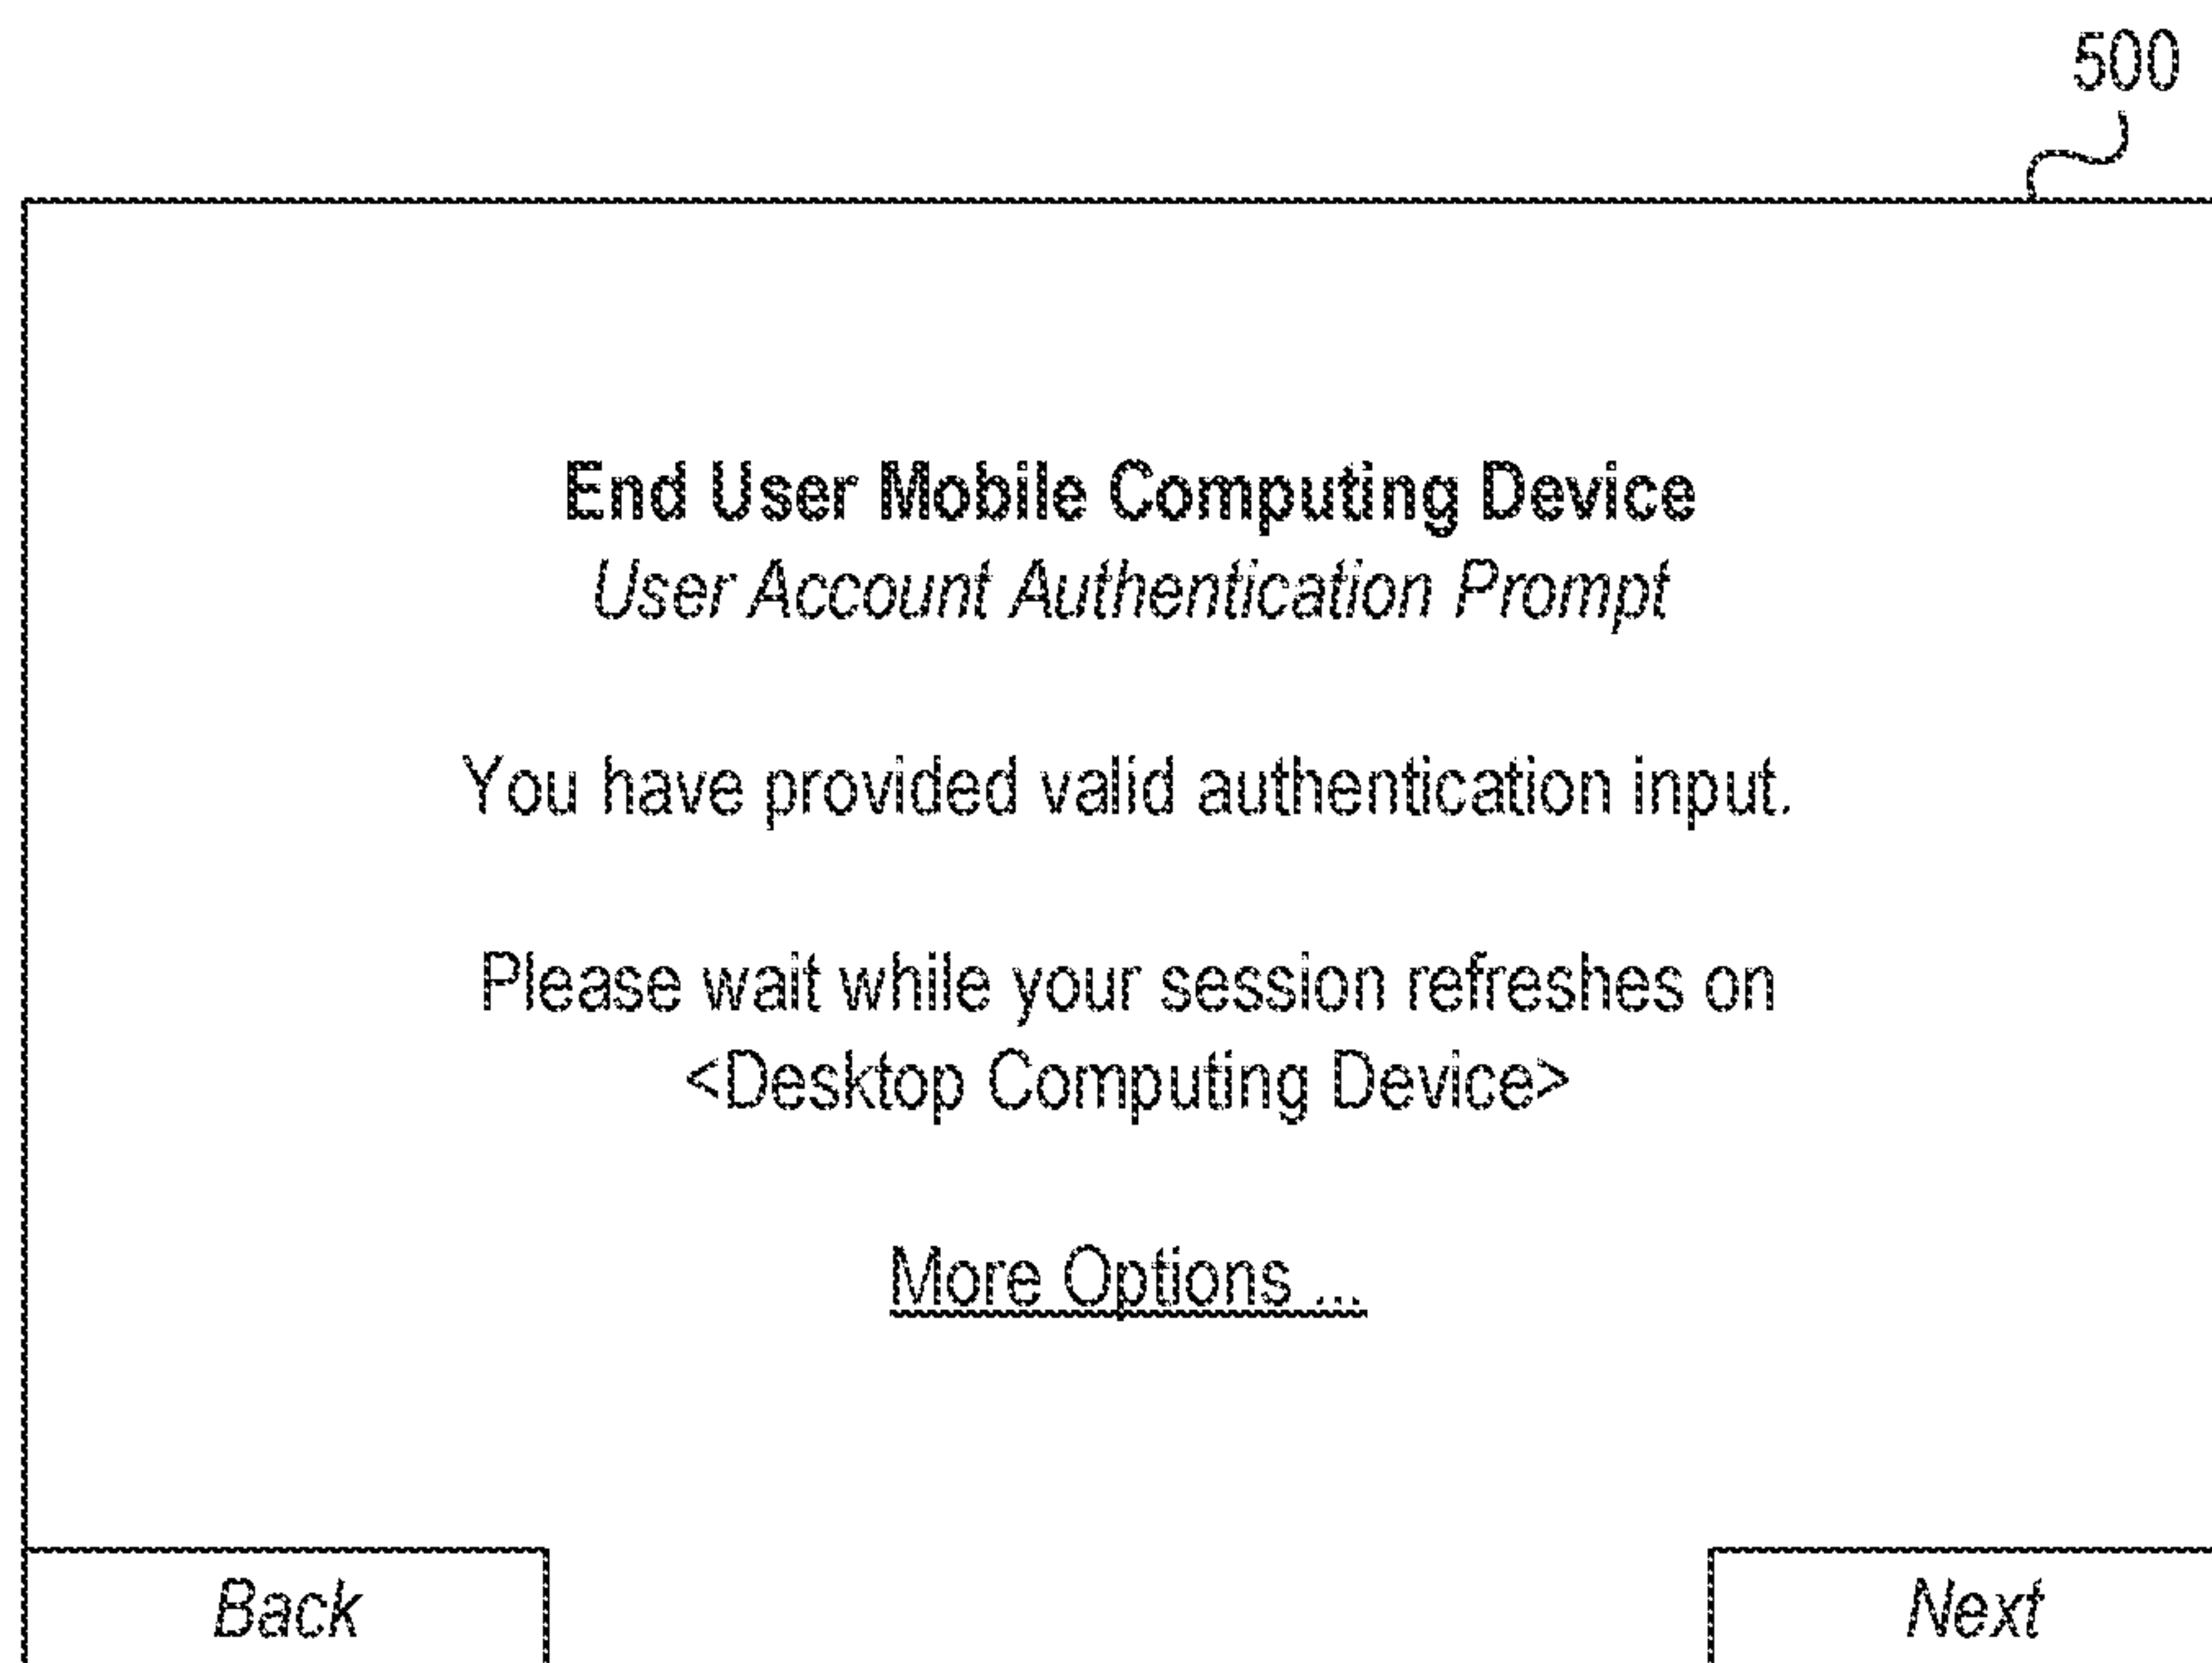 500
End User Mobile Computing Device
User Account Authentication Prompt
You have provided valid authentication input.
Please wait while your session refreshes on
<Desktop Computing Device>
More Options ...
Back
Next